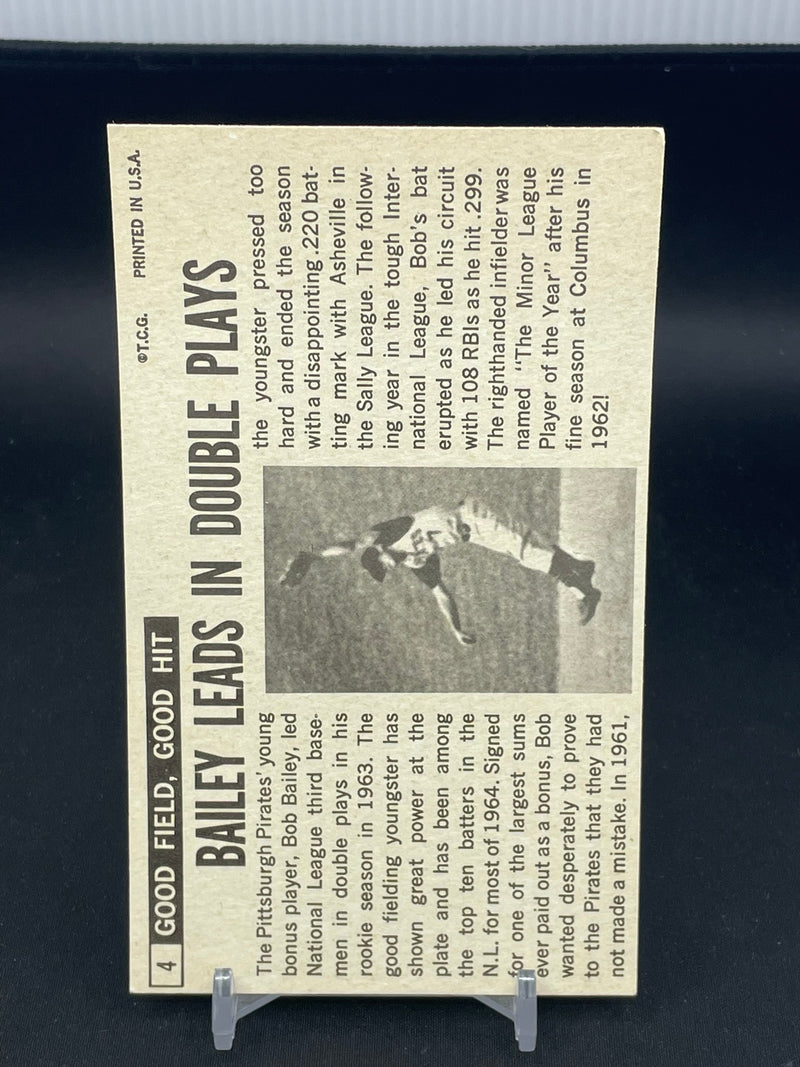 4 GOOD FIELD, GOOD HIT
©T.C.G. PRINTED IN U.S.A.
BAILEY LEADS IN DOUBLE PLAYS
The Pittsburgh Pirates' young
bonus player, Bob Bailey, led
National League third base-
men in double plays in his
rookie season in 1963. The
good fielding youngster has
shown great power at the
plate and has been among
the top ten batters in the
N.L. for most of 1964. Signed
for one of the largest sums
ever paid out as a bonus, Bob
wanted desperately to prove
to the Pirates that they had
not made a mistake. In 1961,
the youngster pressed too
hard and ended the season
with a disappointing .220 bat-
ting mark with Asheville in
the Sally League. The follow-
ing year in the tough Inter-
national League, Bob's bat
erupted as he led his circuit
with 108 RBIs as he hit .299.
The righthanded infielder was
named "The Minor League
Player of the Year" after his
fine season at Columbus in
1962!